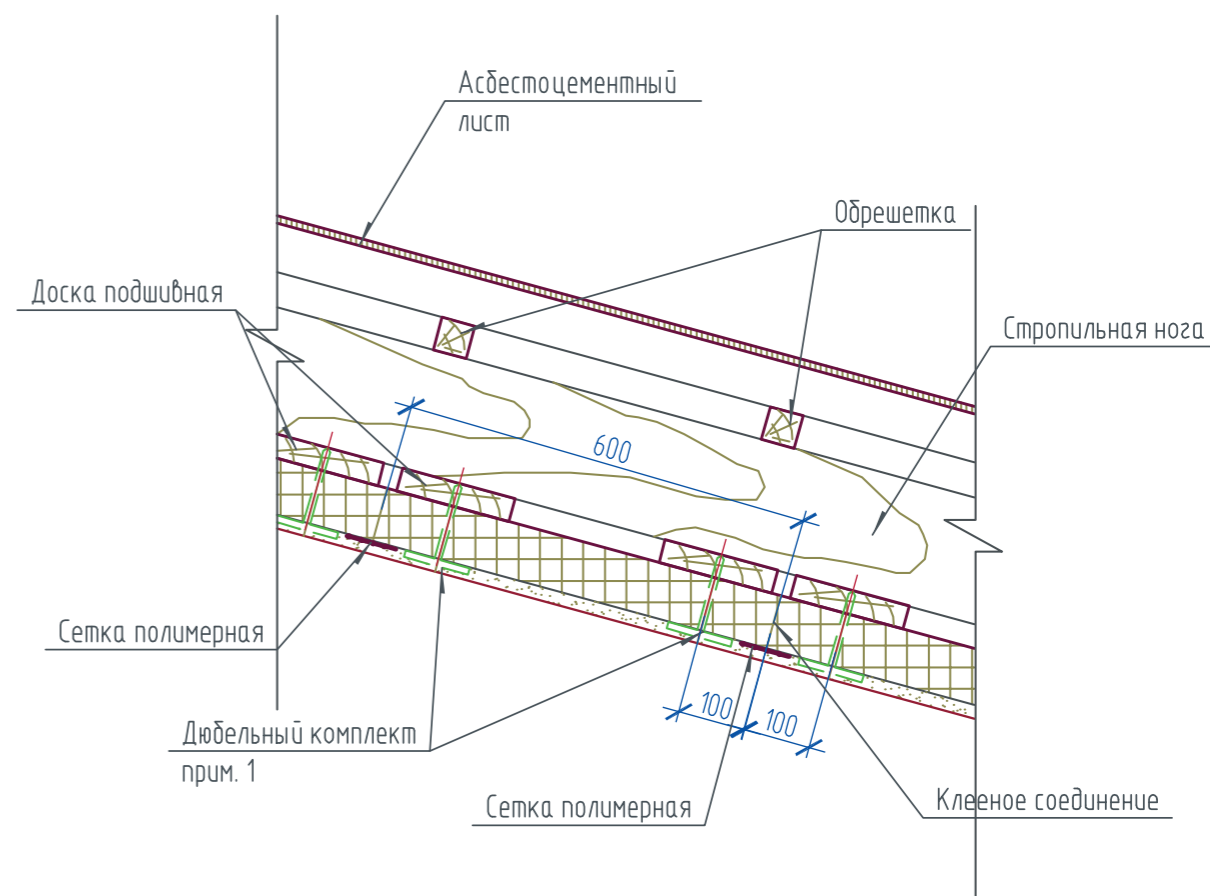 Асбестоцементный
лист
Обрешетка
Доска подшивная
Стропильная нога
600
Сетка полимерная
100
100
Дюбельный комплект
прим. 1
Сетка полимерная
Клееное соединение